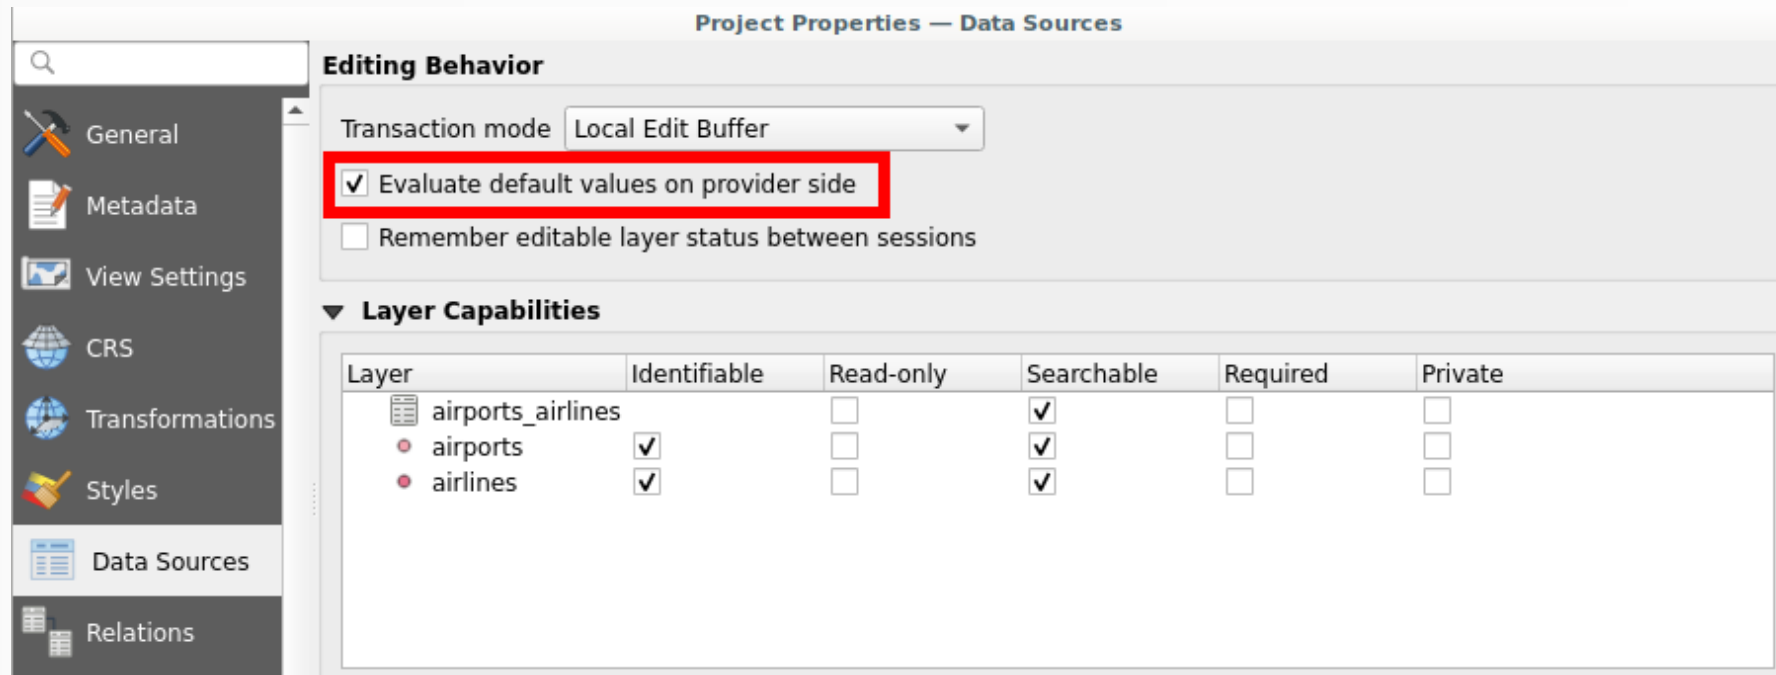 Project Properties — Data Sources
Editing Behavior
General
Transaction mode Local Edit Buffer
Evaluate default values on provider side
Metadata
Remember editable layer status between sessions
View Settings
Layer Capabilities
CRS
Layer Identifiable Read-only Searchable Required Private
airports_airlines
Transformations
airports
airlines
Styles
Data Sources
Relations